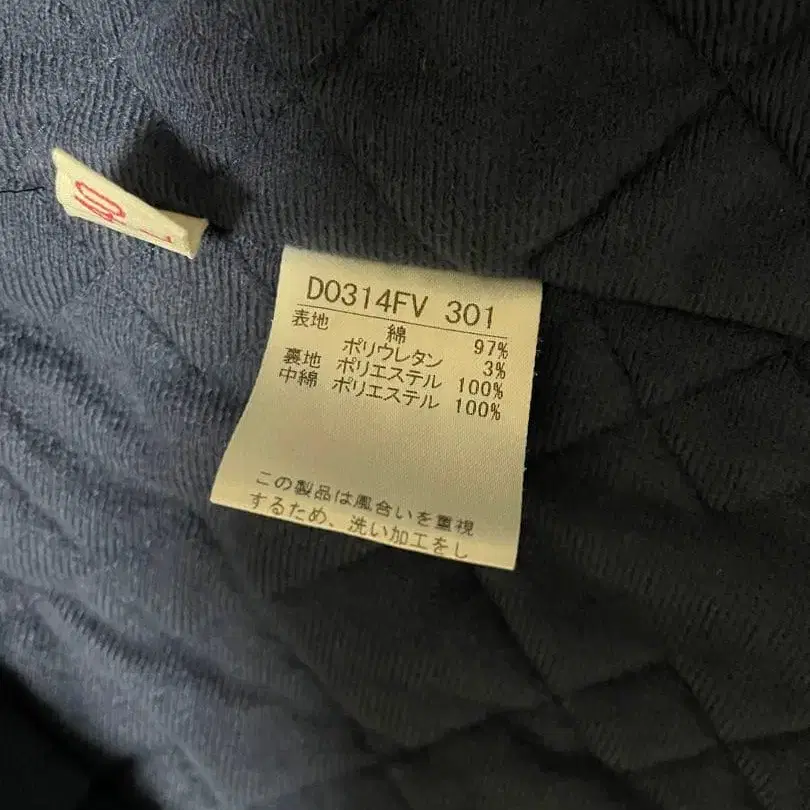 40
D0314FV 301
表地 綿 97%
ポリウレタン 3%
裏地 ポリエステル 100%
中綿 ポリエステル 100%
この製品は風合いを重視
するため、洗い加工をし